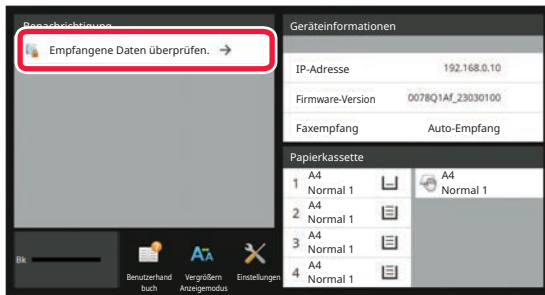 Benachrichtigung
Empfangene Daten überprüfen.
Geräteinformationen
IP-Adresse 192.168.0.10
Firmware-Version 0078Q1Af_23030100
Faxempfang Auto-Empfang
Papierkassette
1 A4
Normal 1
A4
Normal 1
2 A4
Normal 1
3 A4
Normal 1
4 A4
Normal 1
Bk
Benutzerhand
buch
Vergrößern
Anzeigemodus
Einstellungen